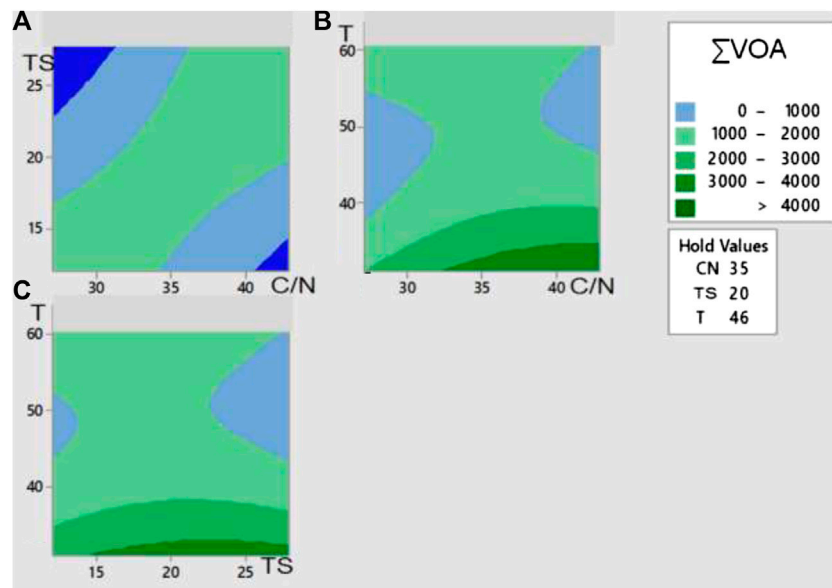 A
TS
25
20
15
30 35 40 C/N
B
T
60
50
40
30 35 40 C/N
∑VOA
0 – 1000
1000 – 2000
2000 – 3000
3000 – 4000
> 4000
Hold Values
CN 35
TS 20
T 46
C
T
60
50
40
15 20 25 TS